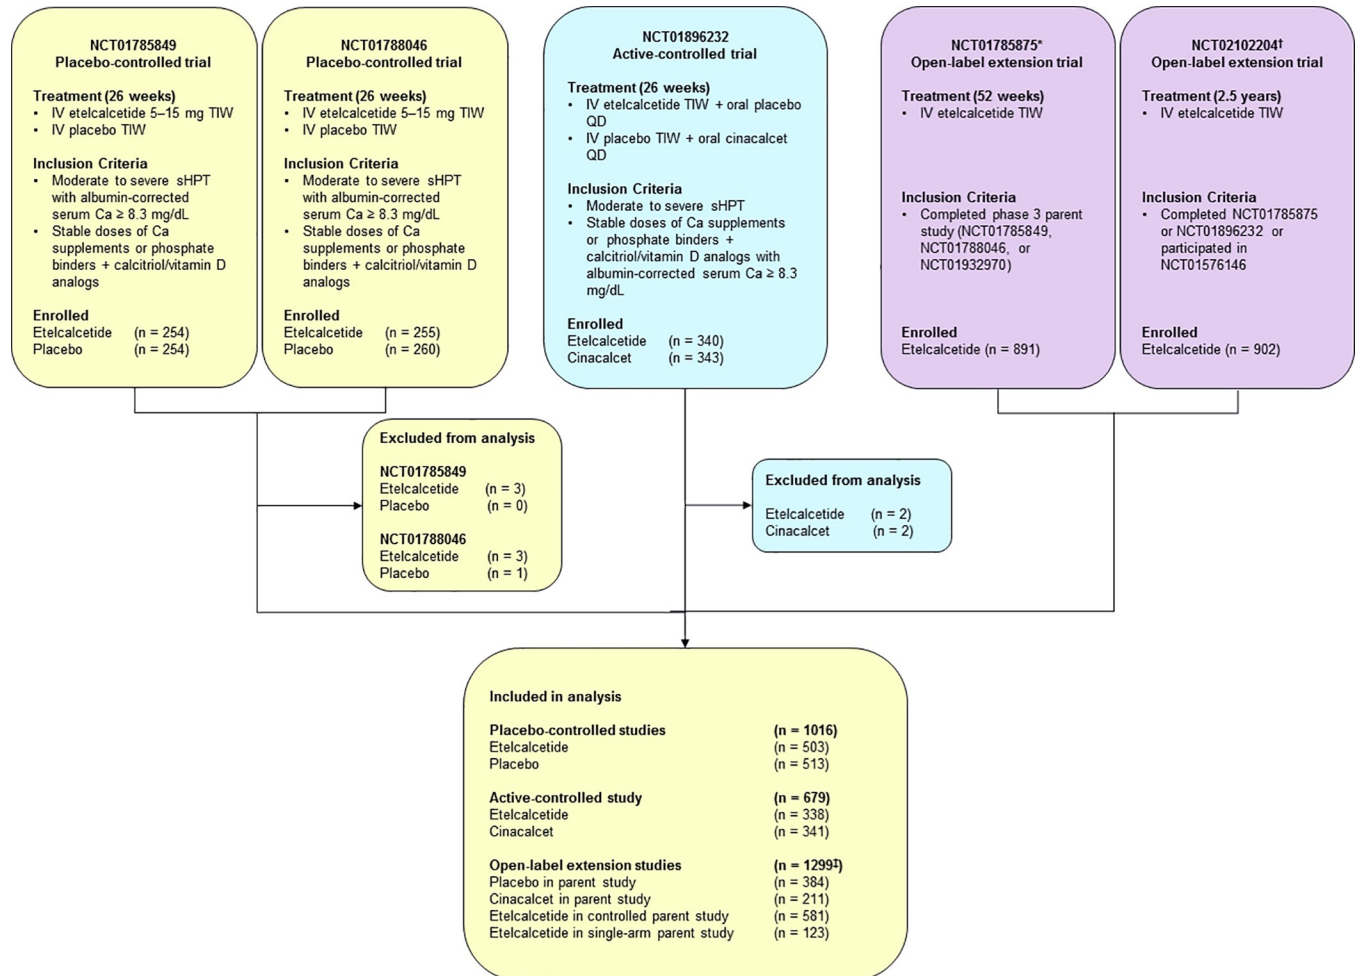 NCT01785849
Placebo-controlled trial
Treatment (26 weeks)
• IV etelcalcetide 5–15 mg TIW
• IV placebo TIW
Inclusion Criteria
• Moderate to severe sHPT
with albumin-corrected
serum Ca ≥ 8.3 mg/dL
• Stable doses of Ca
supplements or phosphate
binders + calcitriol/vitamin D
analogs
Enrolled
Etelcalcetide (n = 254)
Placebo (n = 254)
NCT01788046
Placebo-controlled trial
Treatment (26 weeks)
• IV etelcalcetide 5–15 mg TIW
• IV placebo TIW
Inclusion Criteria
• Moderate to severe sHPT
with albumin-corrected
serum Ca ≥ 8.3 mg/dL
• Stable doses of Ca
supplements or phosphate
binders + calcitriol/vitamin D
analogs
Enrolled
Etelcalcetide (n = 255)
Placebo (n = 260)
NCT01896232
Active-controlled trial
Treatment (26 weeks)
• IV etelcalcetide TIW + oral placebo
QD
• IV placebo TIW + oral cinacalcet
QD
Inclusion Criteria
• Moderate to severe sHPT
• Stable doses of Ca supplements
or phosphate binders +
calcitriol/vitamin D analogs with
albumin-corrected serum Ca ≥ 8.3
mg/dL
Enrolled
Etelcalcetide (n = 340)
Cinacalcet (n = 343)
NCT01785875*
Open-label extension trial
Treatment (52 weeks)
• IV etelcalcetide TIW
Inclusion Criteria
• Completed phase 3 parent
study (NCT01785849,
NCT01788046, or
NCT01932970)
Enrolled
Etelcalcetide (n = 891)
NCT02102204†
Open-label extension trial
Treatment (2.5 years)
• IV etelcalcetide TIW
Inclusion Criteria
• Completed NCT01785875
or NCT01896232 or
participated in
NCT01576146
Enrolled
Etelcalcetide (n = 902)
Excluded from analysis
NCT01785849
Etelcalcetide (n = 3)
Placebo (n = 0)
NCT01788046
Etelcalcetide (n = 3)
Placebo (n = 1)
Excluded from analysis
Etelcalcetide (n = 2)
Cinacalcet (n = 2)
Included in analysis
Placebo-controlled studies (n = 1016)
Etelcalcetide (n = 503)
Placebo (n = 513)
Active-controlled study (n = 679)
Etelcalcetide (n = 338)
Cinacalcet (n = 341)
Open-label extension studies (n = 1299‡)
Placebo in parent study (n = 384)
Cinacalcet in parent study (n = 211)
Etelcalcetide in controlled parent study (n = 581)
Etelcalcetide in single-arm parent study (n = 123)